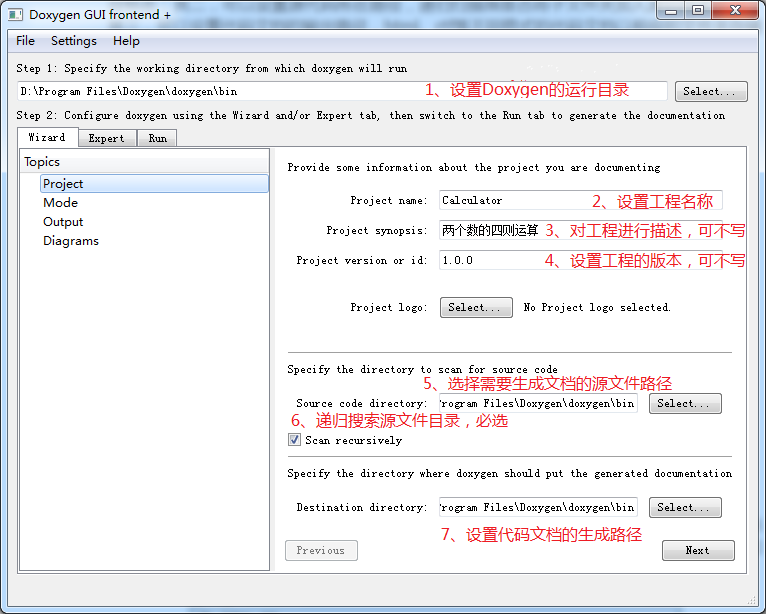 Doxygen GUI frontend +
File Settings Help
Step 1: Specify the working directory from which doxygen will run
D:\Program Files\Doxygen\doxygen\bin 1、设置Doxygen的运行目录 Select...
Step 2: Configure doxygen using the Wizard and/or Expert tab, then switch to the Run tab to generate the documentation
Wizard Expert Run
Topics
Project
Mode
Output
Diagrams
Provide some information about the project you are documenting
Project name: Calculator 2、设置工程名称
Project synopsis: 两个数的四则运算 3、对工程进行描述，可不写
Project version or id: 1.0.0 4、设置工程的版本，可不写
Project logo: Select... No Project logo selected.
Specify the directory to scan for source code
5、选择需要生成文档的源文件路径
Source code directory: rogram Files\Doxygen\doxygen\bin Select...
6、递归搜索源文件目录，必选
Scan recursively
Specify the directory where doxygen should put the generated documentation
Destination directory: rogram Files\Doxygen\doxygen\bin Select...
7、设置代码文档的生成路径
Previous Next